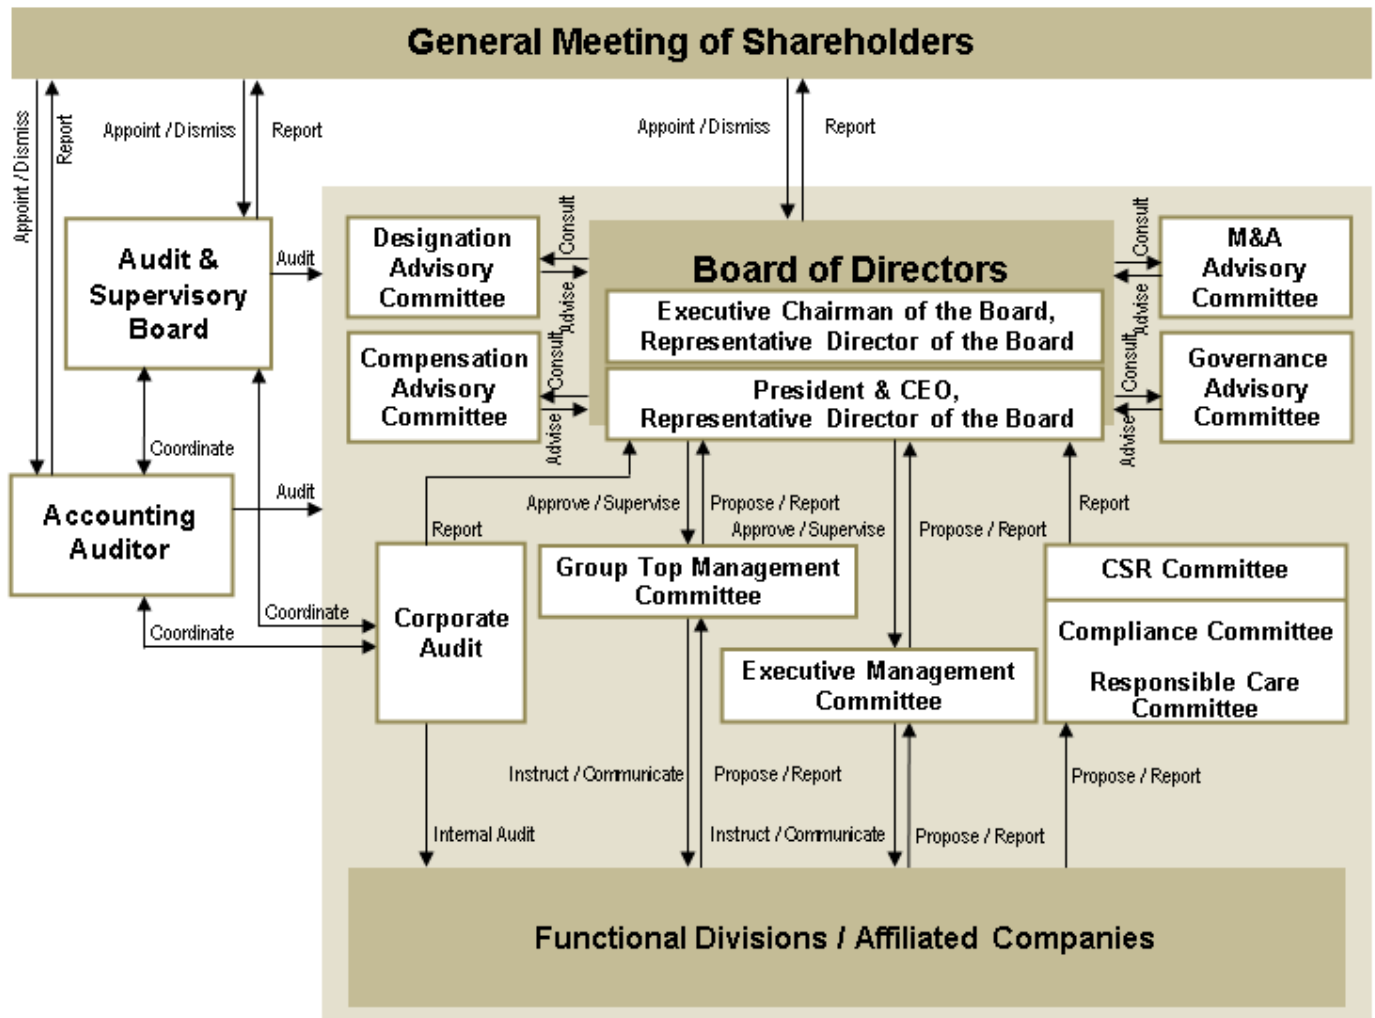 General Meeting of Shareholders
Appoint / Dismiss
Report
Appoint / Dismiss
Report
Appoint / Dismiss
Report
Audit &
Supervisory
Board
Audit
Designation
Advisory
Committee
Consult
Advise
Board of Directors
Executive Chairman of the Board,
Representative Director of the Board
President & CEO,
Representative Director of the Board
Consult
Advise
M&A
Advisory
Committee
Compensation
Advisory
Committee
Consult
Advise
Consult
Advise
Governance
Advisory
Committee
Coordinate
Accounting
Auditor
Audit
Report
Approve / Supervise
Propose / Report
Approve / Supervise
Propose / Report
Report
Corporate
Audit
Group Top Management
Committee
CSR Committee
Compliance Committee
Responsible Care
Committee
Coordinate
Coordinate
Executive Management
Committee
Instruct / Communicate
Propose / Report
Propose / Report
Internal Audit
Instruct / Communicate
Propose / Report
Functional Divisions / Affiliated Companies